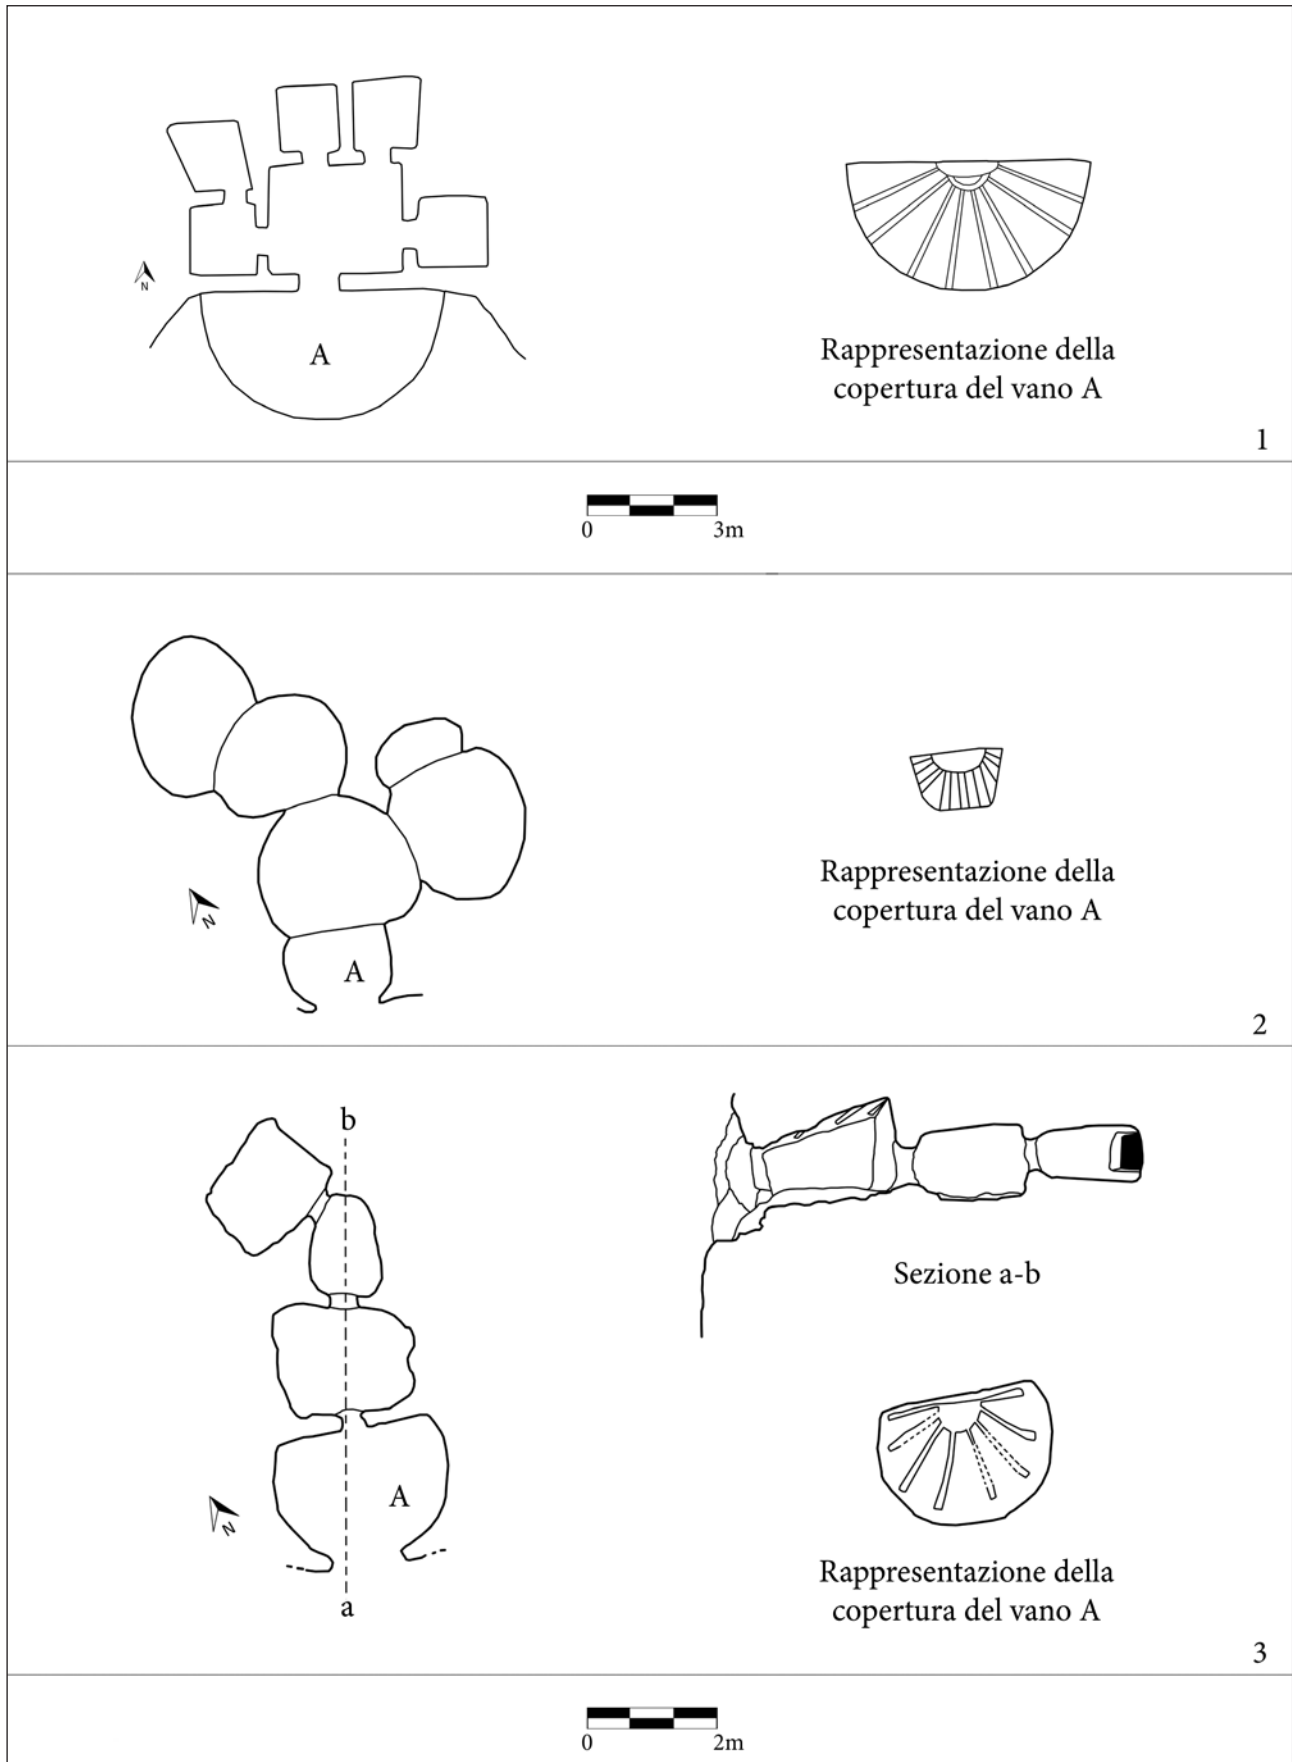 N
A
Rappresentazione della
copertura del vano A
1
0 3m
N
A
Rappresentazione della
copertura del vano A
2
b
N
A
a
Sezione a-b
Rappresentazione della
copertura del vano A
3
0 2m